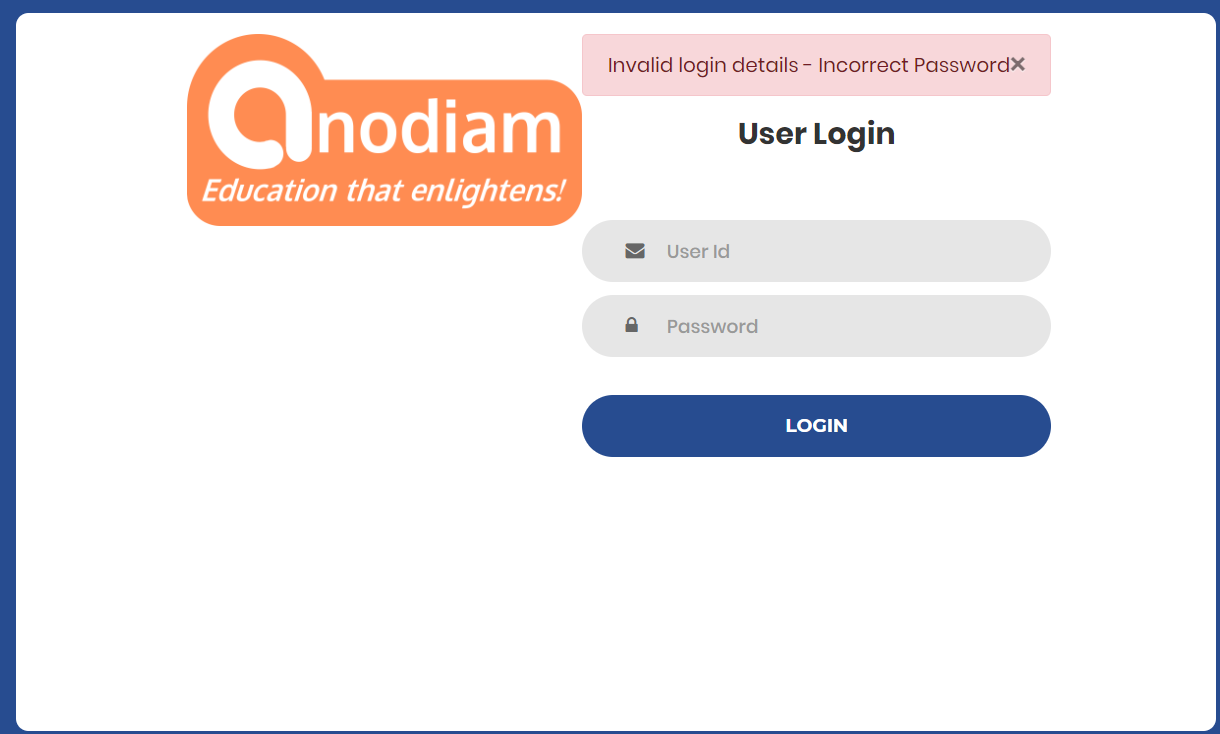 anodiam
Education that enlightens!
Invalid login details - Incorrect Password×
User Login
User Id
Password
LOGIN